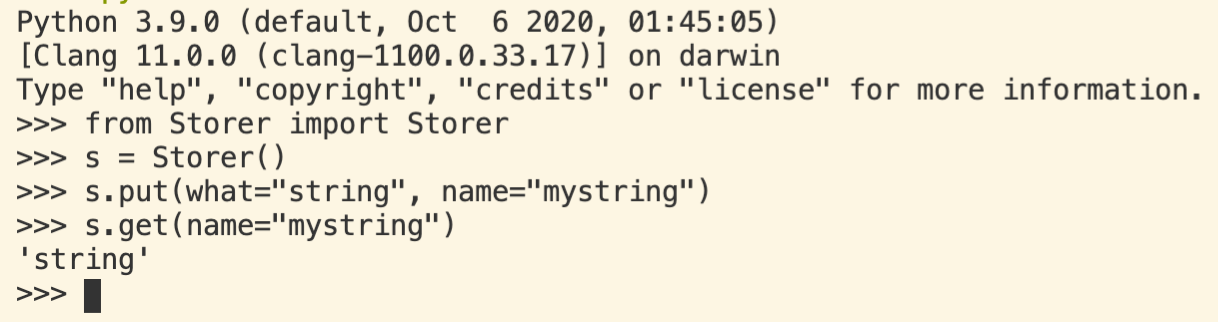 Python 3.9.0 (default, Oct  6 2020, 01:45:05)
[Clang 11.0.0 (clang-1100.0.33.17)] on darwin
Type "help", "copyright", "credits" or "license" for more information.
>>> from Storer import Storer
>>> s = Storer()
>>> s.put(what="string", name="mystring")
>>> s.get(name="mystring")
'string'
>>>